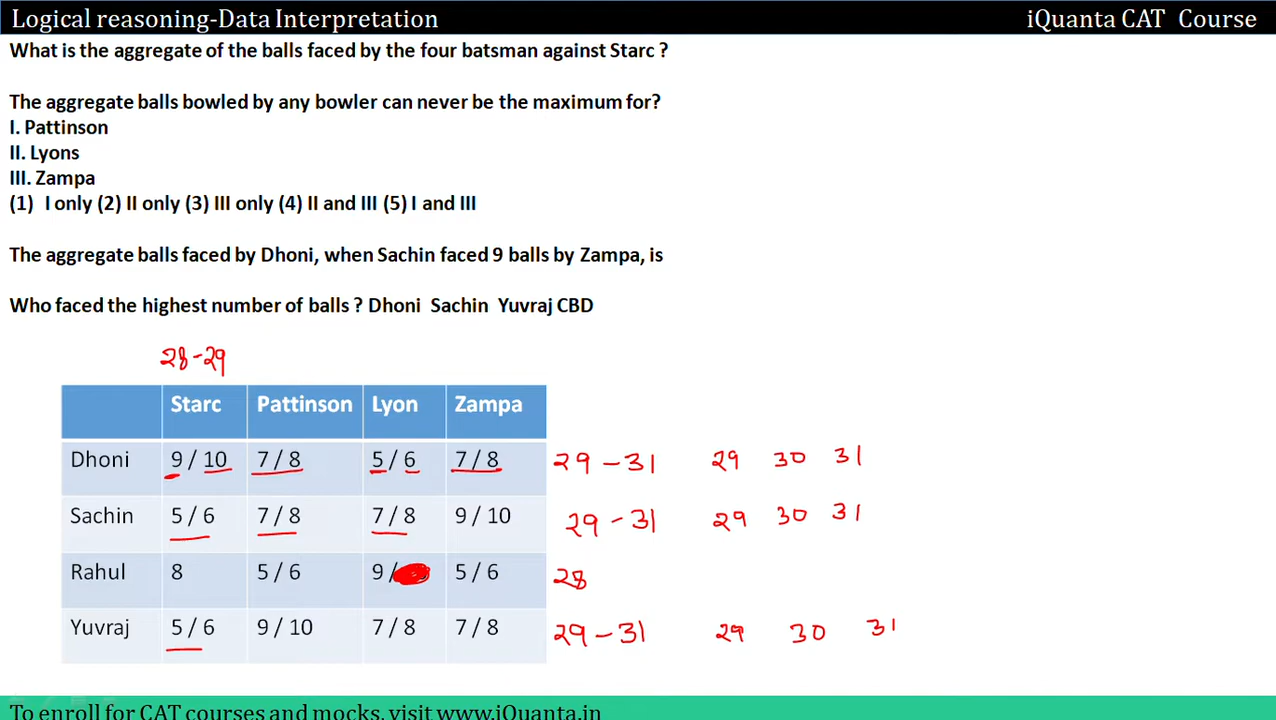 Logical reasoning-Data Interpretation iQuanta CAT Course
What is the aggregate of the balls faced by the four batsman against Starc ?
The aggregate balls bowled by any bowler can never be the maximum for?
I. Pattinson
II. Lyons
III. Zampa
(1) I only (2) II only (3) III only (4) II and III (5) I and III
The aggregate balls faced by Dhoni, when Sachin faced 9 balls by Zampa, is
Who faced the highest number of balls ? Dhoni Sachin Yuvraj CBD
28-29
Starc Pattinson Lyon Zampa
Dhoni 9 / 10 7 / 8 5 / 6 7 / 8 29 - 31 29 30 31
Sachin 5 / 6 7 / 8 7 / 8 9 / 10 29 - 31 29 30 31
Rahul 8 5 / 6 9 / 5 / 6 28
Yuvraj 5 / 6 9 / 10 7 / 8 7 / 8 29 - 31 29 30 31
To enroll for CAT courses and mocks, visit www.iQuanta.in